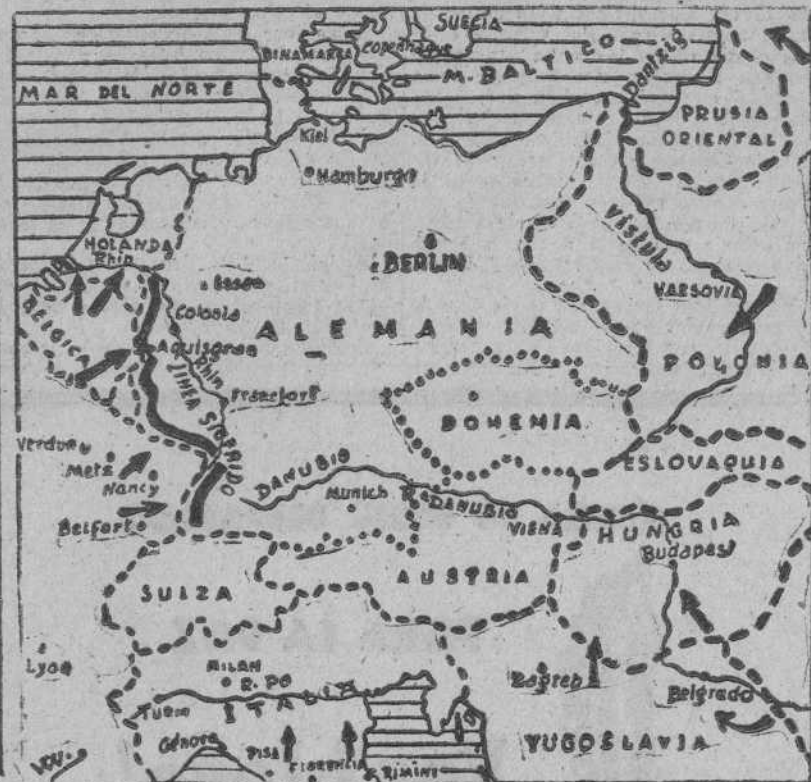 SUECIA
Copenhague
DINAMARCA
M. BALTICO
MAR DEL NORTE
Dantzig
PRUSIA
ORIENTAL
Kiel
Hamburgo
Vistula
HOLANDA
Rhin
BERLIN
Essen
VARSOVIA
Colonia
BELGICA
ALEMANIA
Aquisgran
Rhin
POLONIA
LINEA SIGFRIDO
Francfort
BOHEMIA
Verdun
Metz
ESLOVAQUIA
Nancy
DANUBIO
Munich
R. DANUBIO
Belforte
VIENA
HUNGRIA
Budapes
SUIZA
AUSTRIA
Lyon
MILAN
R. PO
Zagreb
ITALIA
Belgrado
Turin
Génova
PISA
FLORENCIA
RIMINI
YUGOSLAVIA